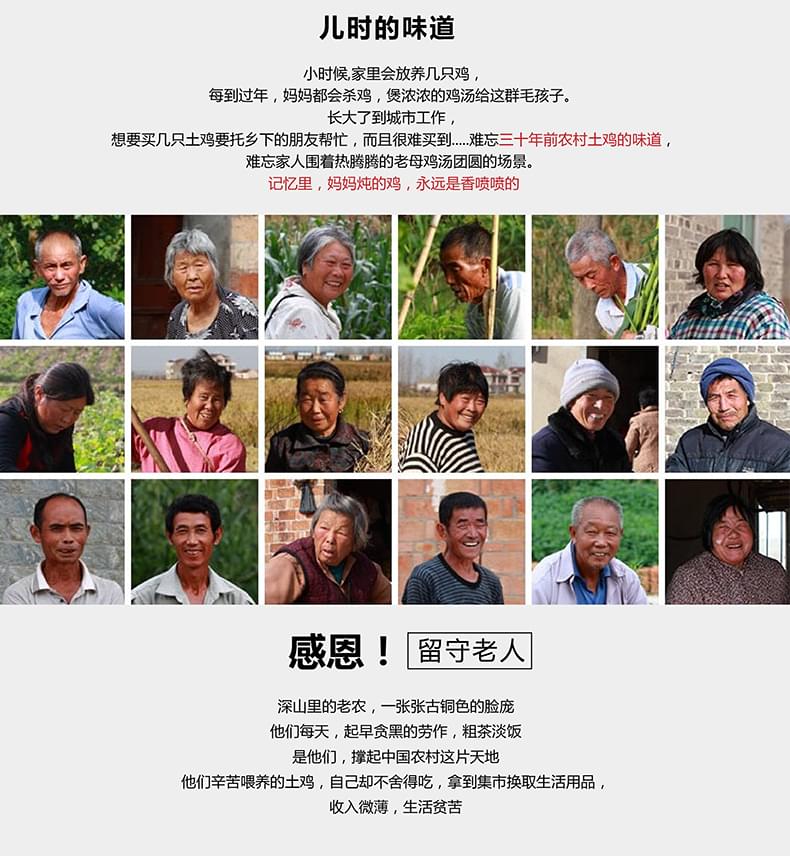 儿时的味道
小时候,家里会放养几只鸡，
每到过年，妈妈都会杀鸡，煲浓浓的鸡汤给这群毛孩子。
长大了到城市工作，
想要买几只土鸡要托乡下的朋友帮忙，而且很难买到.....难忘三十年前农村土鸡的味道，
难忘家人围着热腾腾的老母鸡汤团圆的场景。
记忆里，妈妈炖的鸡，永远是香喷喷的
感恩！ 留守老人
深山里的老农，一张张古铜色的脸庞
他们每天，起早贪黑的劳作，粗茶淡饭
是他们，撑起中国农村这片天地
他们辛苦喂养的土鸡，自己却不舍得吃，拿到集市换取生活用品，
收入微薄，生活贫苦